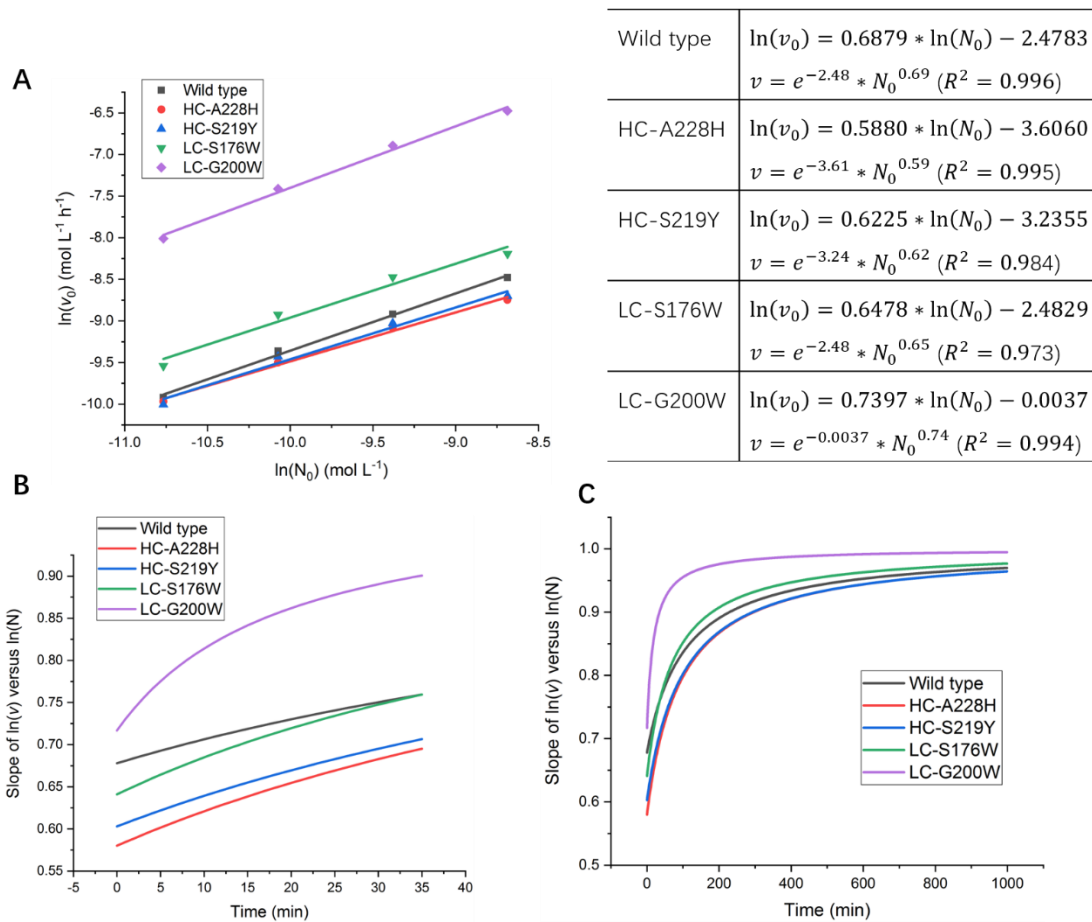 A
Wild type
HC-A228H
HC-S219Y
LC-S176W
LC-G200W
-6.5
-7.0
-7.5
-8.0
-8.5
-9.0
-9.5
-10.0
ln(v₀) (mol L⁻¹ h⁻¹)
-11.0 -10.5 -10.0 -9.5 -9.0 -8.5
ln(N₀) (mol L⁻¹)
Wild type
ln(v₀) = 0.6879 * ln(N₀) − 2.4783
v = e^−2.48 * N₀^0.69 (R² = 0.996)
HC-A228H
ln(v₀) = 0.5880 * ln(N₀) − 3.6060
v = e^−3.61 * N₀^0.59 (R² = 0.995)
HC-S219Y
ln(v₀) = 0.6225 * ln(N₀) − 3.2355
v = e^−3.24 * N₀^0.62 (R² = 0.984)
LC-S176W
ln(v₀) = 0.6478 * ln(N₀) − 2.4829
v = e^−2.48 * N₀^0.65 (R² = 0.973)
LC-G200W
ln(v₀) = 0.7397 * ln(N₀) − 0.0037
v = e^−0.0037 * N₀^0.74 (R² = 0.994)
B
Wild type
HC-A228H
HC-S219Y
LC-S176W
LC-G200W
0.90
0.85
0.80
0.75
0.70
0.65
0.60
0.55
Slope of ln(v) versus ln(N)
-5 0 5 10 15 20 25 30 35 40
Time (min)
C
1.0
0.9
0.8
0.7
0.6
0.5
Slope of ln(v) versus ln(N)
Wild type
HC-A228H
HC-S219Y
LC-S176W
LC-G200W
0 200 400 600 800 1000
Time (min)